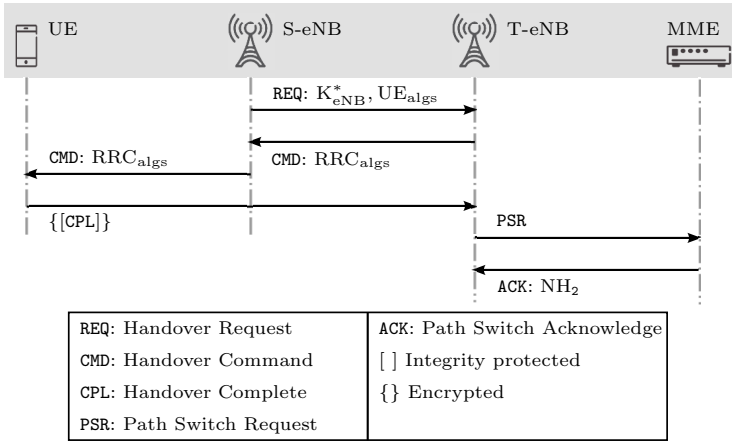 UE S-eNB T-eNB MME
REQ: K*eNB, UEalgs
CMD: RRCalgs
CMD: RRCalgs
{[CPL]}
PSR
ACK: NH2
REQ: Handover Request
CMD: Handover Command
CPL: Handover Complete
PSR: Path Switch Request
ACK: Path Switch Acknowledge
[ ] Integrity protected
{} Encrypted